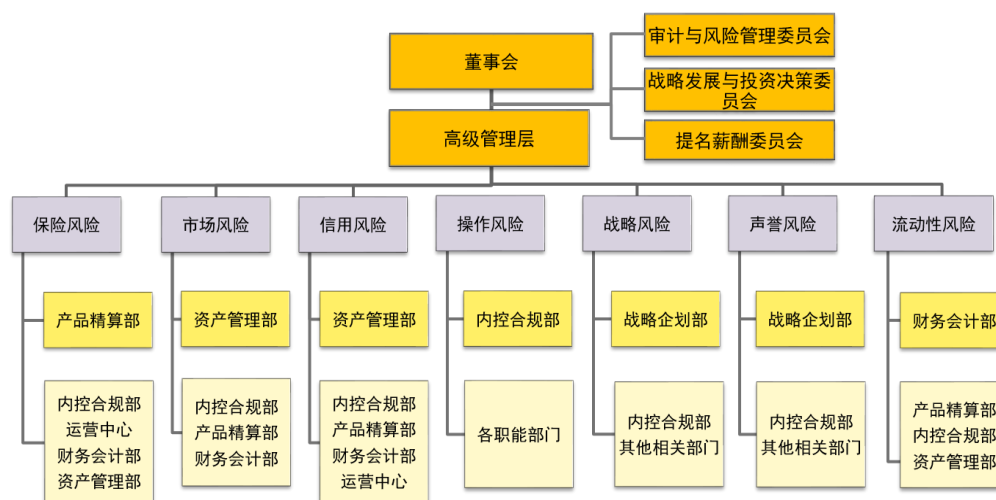 董事会
审计与风险管理委员会
战略发展与投资决策委
员会
提名薪酬委员会
高级管理层
保险风险
市场风险
信用风险
操作风险
战略风险
声誉风险
流动性风险
产品精算部
资产管理部
资产管理部
内控合规部
战略企划部
战略企划部
财务会计部
内控合规部
运营中心
财务会计部
资产管理部
内控合规部
产品精算部
财务会计部
内控合规部
产品精算部
财务会计部
运营中心
各职能部门
内控合规部
其他相关部门
内控合规部
其他相关部门
产品精算部
内控合规部
资产管理部